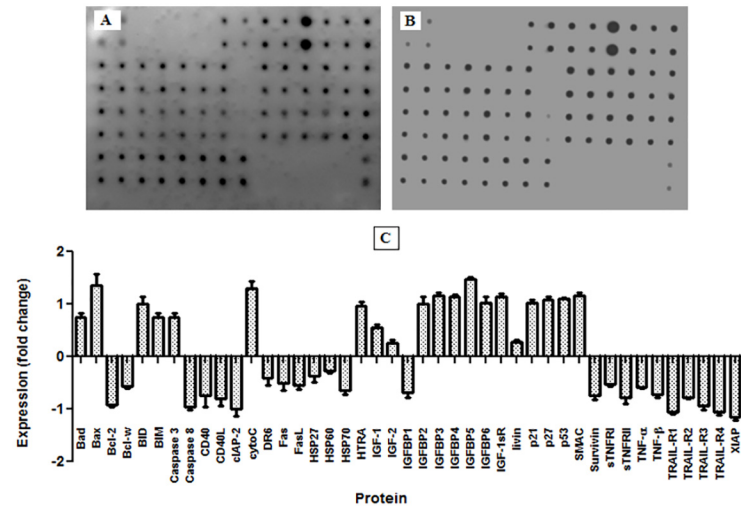 A
B
C
Expression (fold change)
2
1
0
-1
-2
Bad
Bax
Bcl-2
Bcl-w
BID
BIM
Caspase 3
Caspase 8
CD40
CD40L
cIAP-2
cytoC
DR6
Fas
FasL
HSP27
HSP60
HSP70
HTRA
IGF-1
IGF-2
IGFBP1
IGFBP2
IGFBP3
IGFBP4
IGFBP5
IGFBP6
IGF-1sR
livin
p21
p27
p53
SMAC
Survivin
sTNFRI
sTNFRII
TNF-α
TNF-β
TRAIL-R1
TRAIL-R2
TRAIL-R3
TRAIL-R4
XIAP
Protein